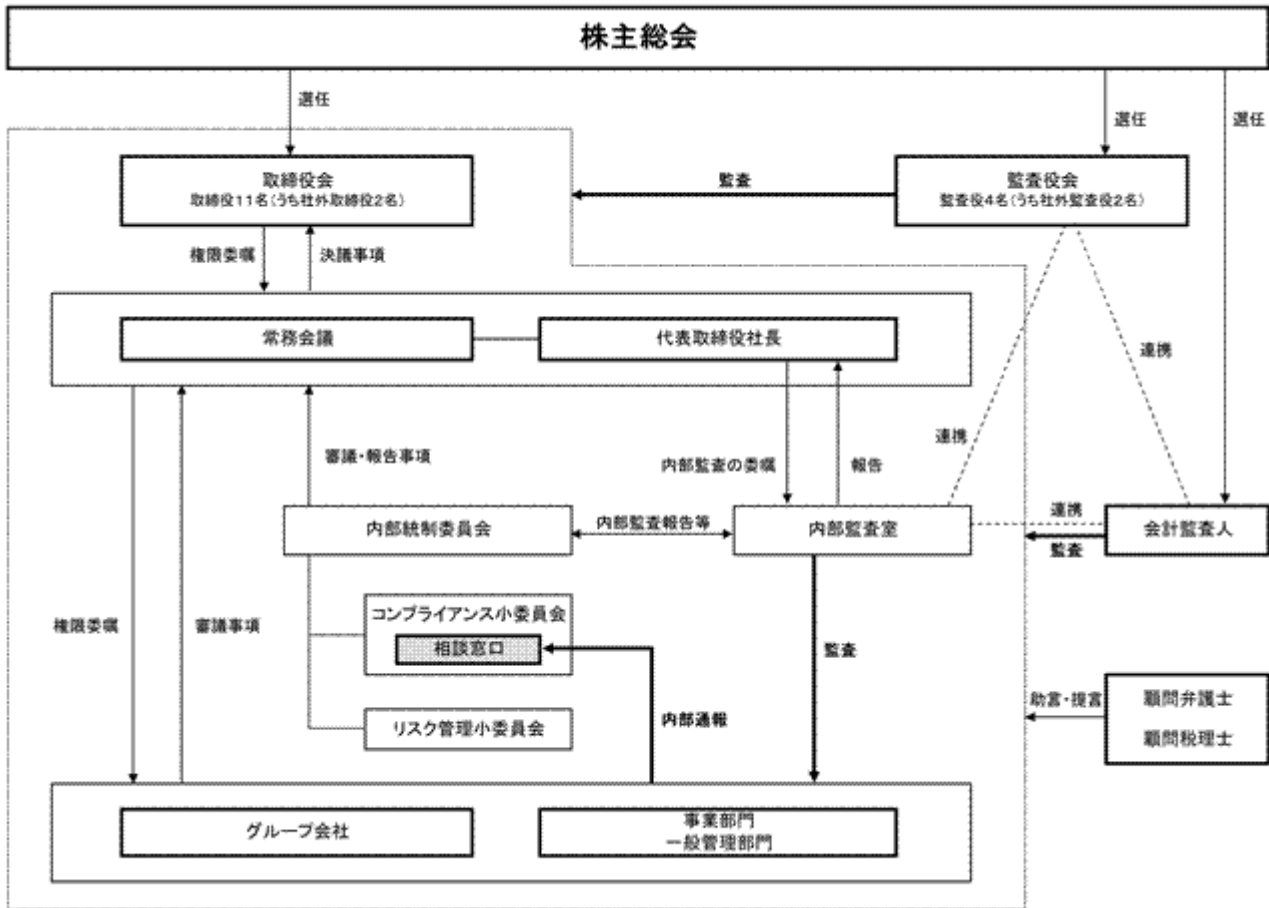 株主総会
選任
選任
選任
取締役会
取締役11名(うち社外取締役2名)
監査
監査役会
監査役4名(うち社外監査役2名)
権限委嘱
決議事項
常務会議
代表取締役社長
連携
連携
審議・報告事項
内部監査の委嘱
報告
内部統制委員会
内部監査報告等
内部監査室
連携
監査
会計監査人
権限委嘱
審議事項
コンプライアンス小委員会
相談窓口
監査
リスク管理小委員会
内部通報
助言・提言
顧問弁護士
顧問税理士
グループ会社
事業部門
一般管理部門